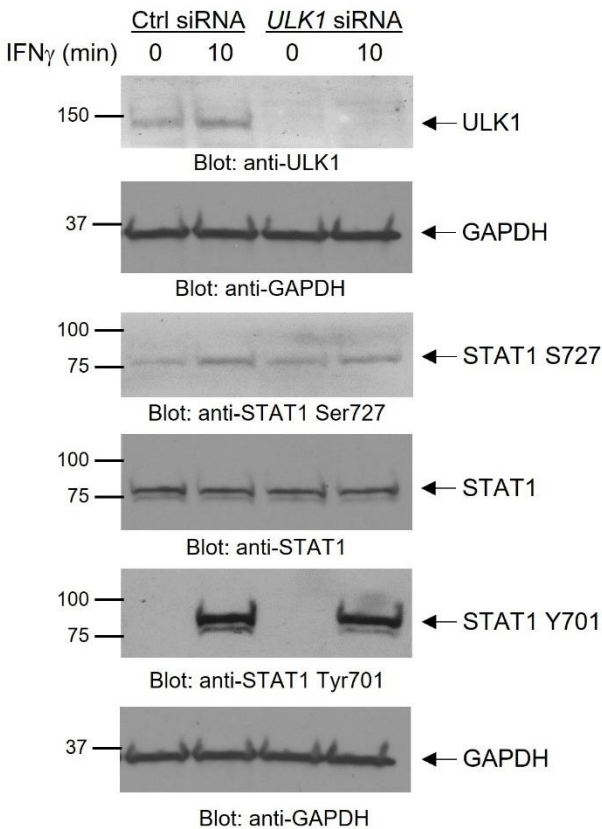 Ctrl siRNA ULK1 siRNA
IFNγ (min) 0 10 0 10
150 ULK1
Blot: anti-ULK1
37 GAPDH
Blot: anti-GAPDH
100
75 STAT1 S727
Blot: anti-STAT1 Ser727
100
75 STAT1
Blot: anti-STAT1
100
75 STAT1 Y701
Blot: anti-STAT1 Tyr701
37 GAPDH
Blot: anti-GAPDH